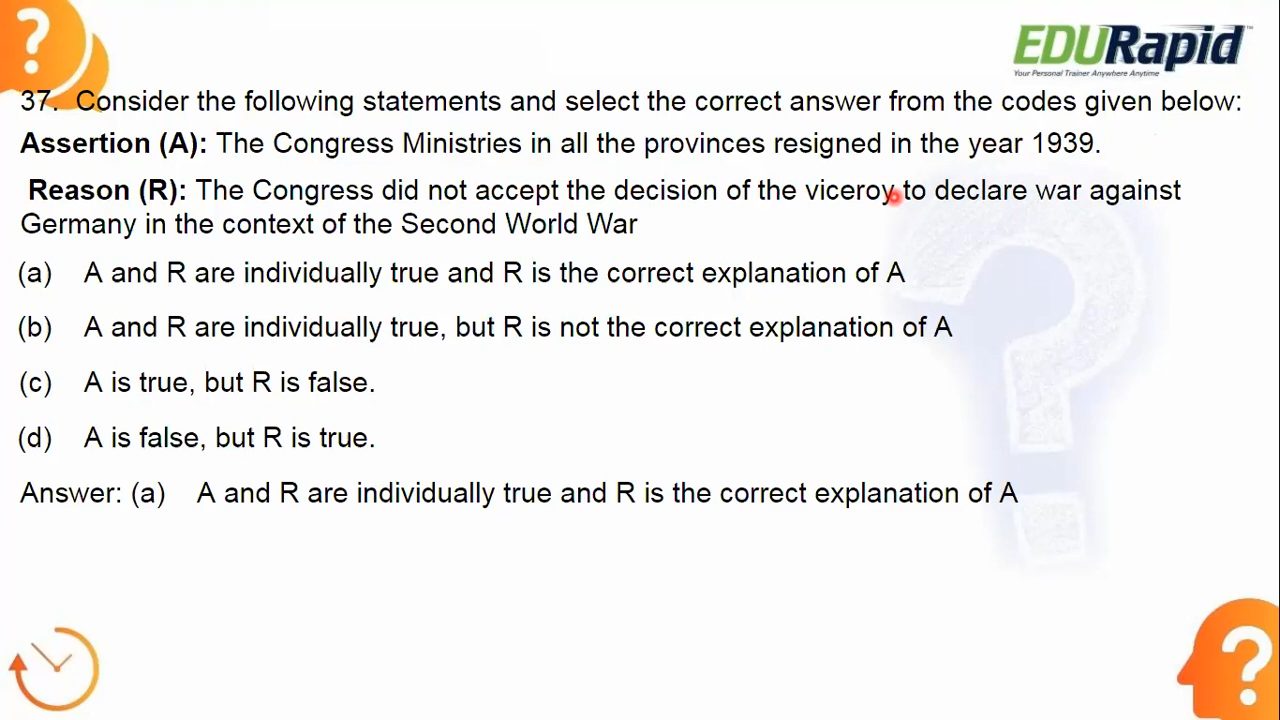 EDURapid™
Your Personal Trainer Anywhere Anytime
37. Consider the following statements and select the correct answer from the codes given below:
Assertion (A): The Congress Ministries in all the provinces resigned in the year 1939.
Reason (R): The Congress did not accept the decision of the viceroy to declare war against
Germany in the context of the Second World War
(a) A and R are individually true and R is the correct explanation of A
(b) A and R are individually true, but R is not the correct explanation of A
(c) A is true, but R is false.
(d) A is false, but R is true.
Answer: (a) A and R are individually true and R is the correct explanation of A